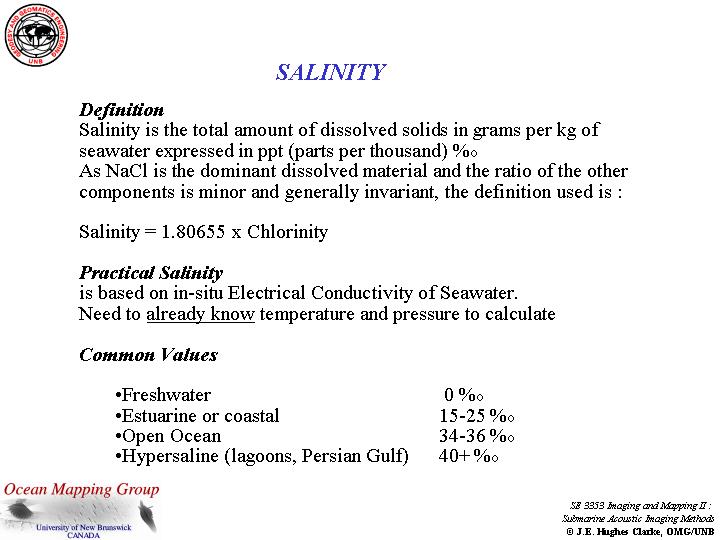 GEODESY AND GEOMATICS ENGINEERING
UNB
SALINITY
Definition
Salinity is the total amount of dissolved solids in grams per kg of
seawater expressed in ppt (parts per thousand) %o
As NaCl is the dominant dissolved material and the ratio of the other
components is minor and generally invariant, the definition used is :
Salinity = 1.80655 x Chlorinity
Practical Salinity
is based on in-situ Electrical Conductivity of Seawater.
Need to already know temperature and pressure to calculate
Common Values
•Freshwater 0 %o
•Estuarine or coastal 15-25 %o
•Open Ocean 34-36 %o
•Hypersaline (lagoons, Persian Gulf) 40+ %o
Ocean Mapping Group
University of New Brunswick
CANADA
SE 3353 Imaging and Mapping II :
Submarine Acoustic Imaging Methods
© J.E. Hughes Clarke, OMG/UNB